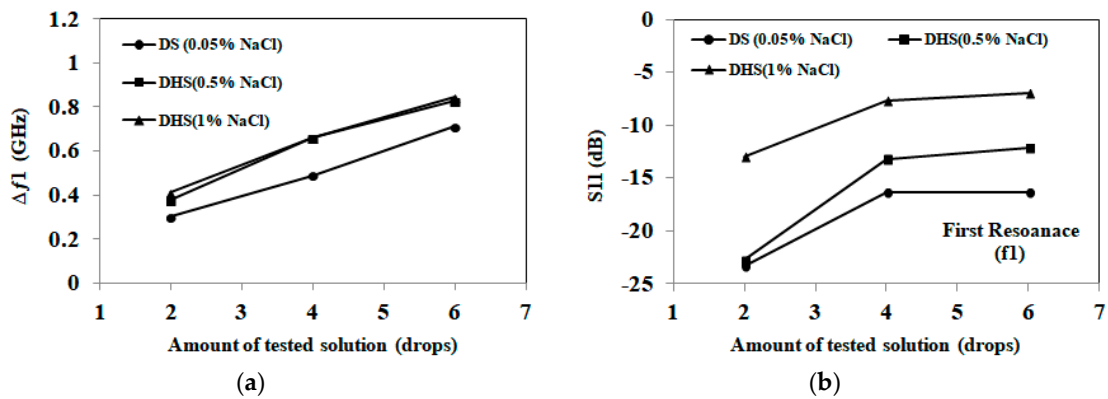 1.2
1
0.8
0.6
0.4
0.2
0
Δf1 (GHz)
DS (0.05% NaCl)
DHS(0.5% NaCl)
DHS(1% NaCl)
1 2 3 4 5 6 7
Amount of tested solution (drops)
(a)
0
-5
-10
-15
-20
-25
S11 (dB)
DS (0.05% NaCl)
DHS(0.5% NaCl)
DHS(1% NaCl)
First Resoanace
(f1)
1 2 3 4 5 6 7
Amount of tested solution (drops)
(b)